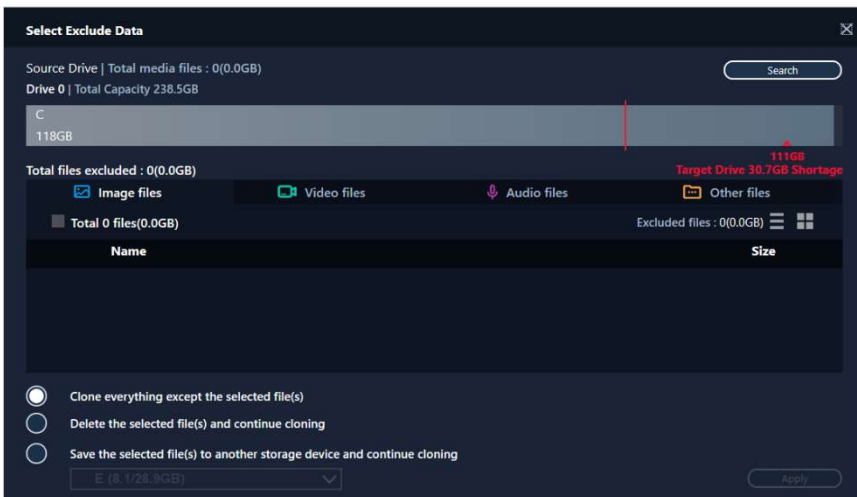 Select Exclude Data
Source Drive | Total media files : 0(0.0GB)
Search
Drive 0 | Total Capacity 238.5GB
C
118GB
111GB
Total files excluded : 0(0.0GB)
Target Drive 30.7GB Shortage
Image files
Video files
Audio files
Other files
Total 0 files(0.0GB)
Excluded files : 0(0.0GB)
Name
Size
Clone everything except the selected file(s)
Delete the selected file(s) and continue cloning
Save the selected file(s) to another storage device and continue cloning
E (8.1/28.9GB)
Apply